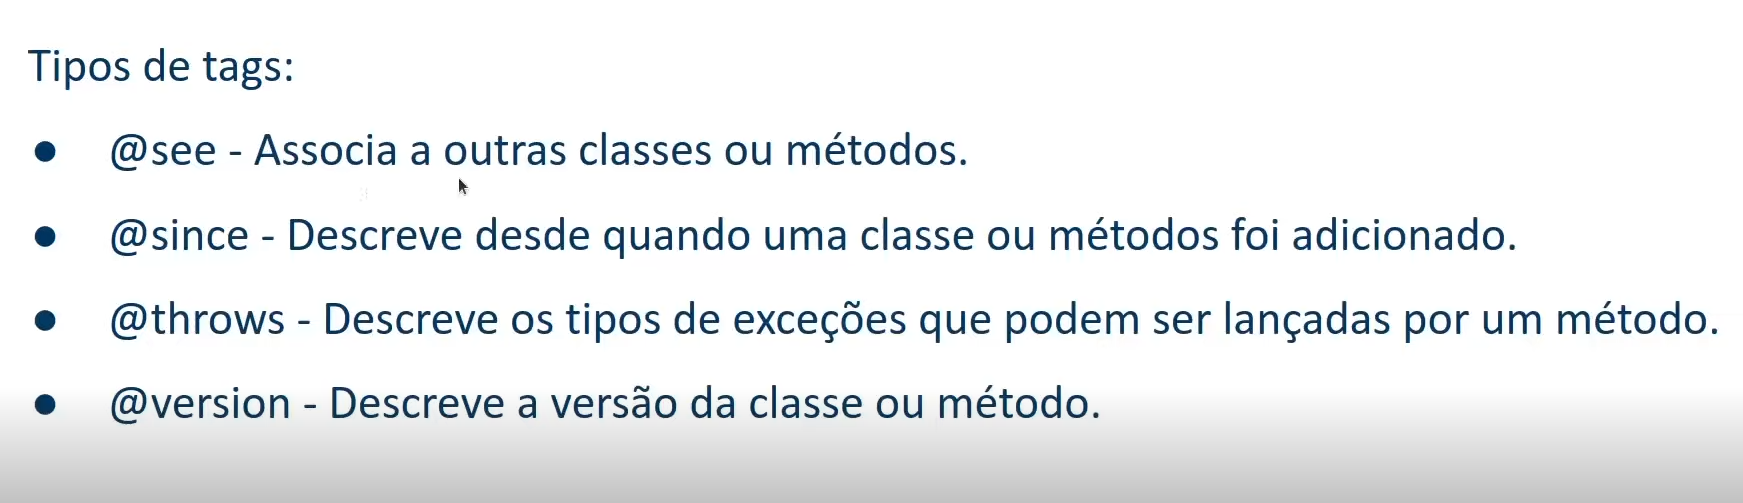 Tipos de tags:
● @see - Associa a outras classes ou métodos.
● @since - Descreve desde quando uma classe ou métodos foi adicionado.
● @throws - Descreve os tipos de exceções que podem ser lançadas por um método.
● @version - Descreve a versão da classe ou método.